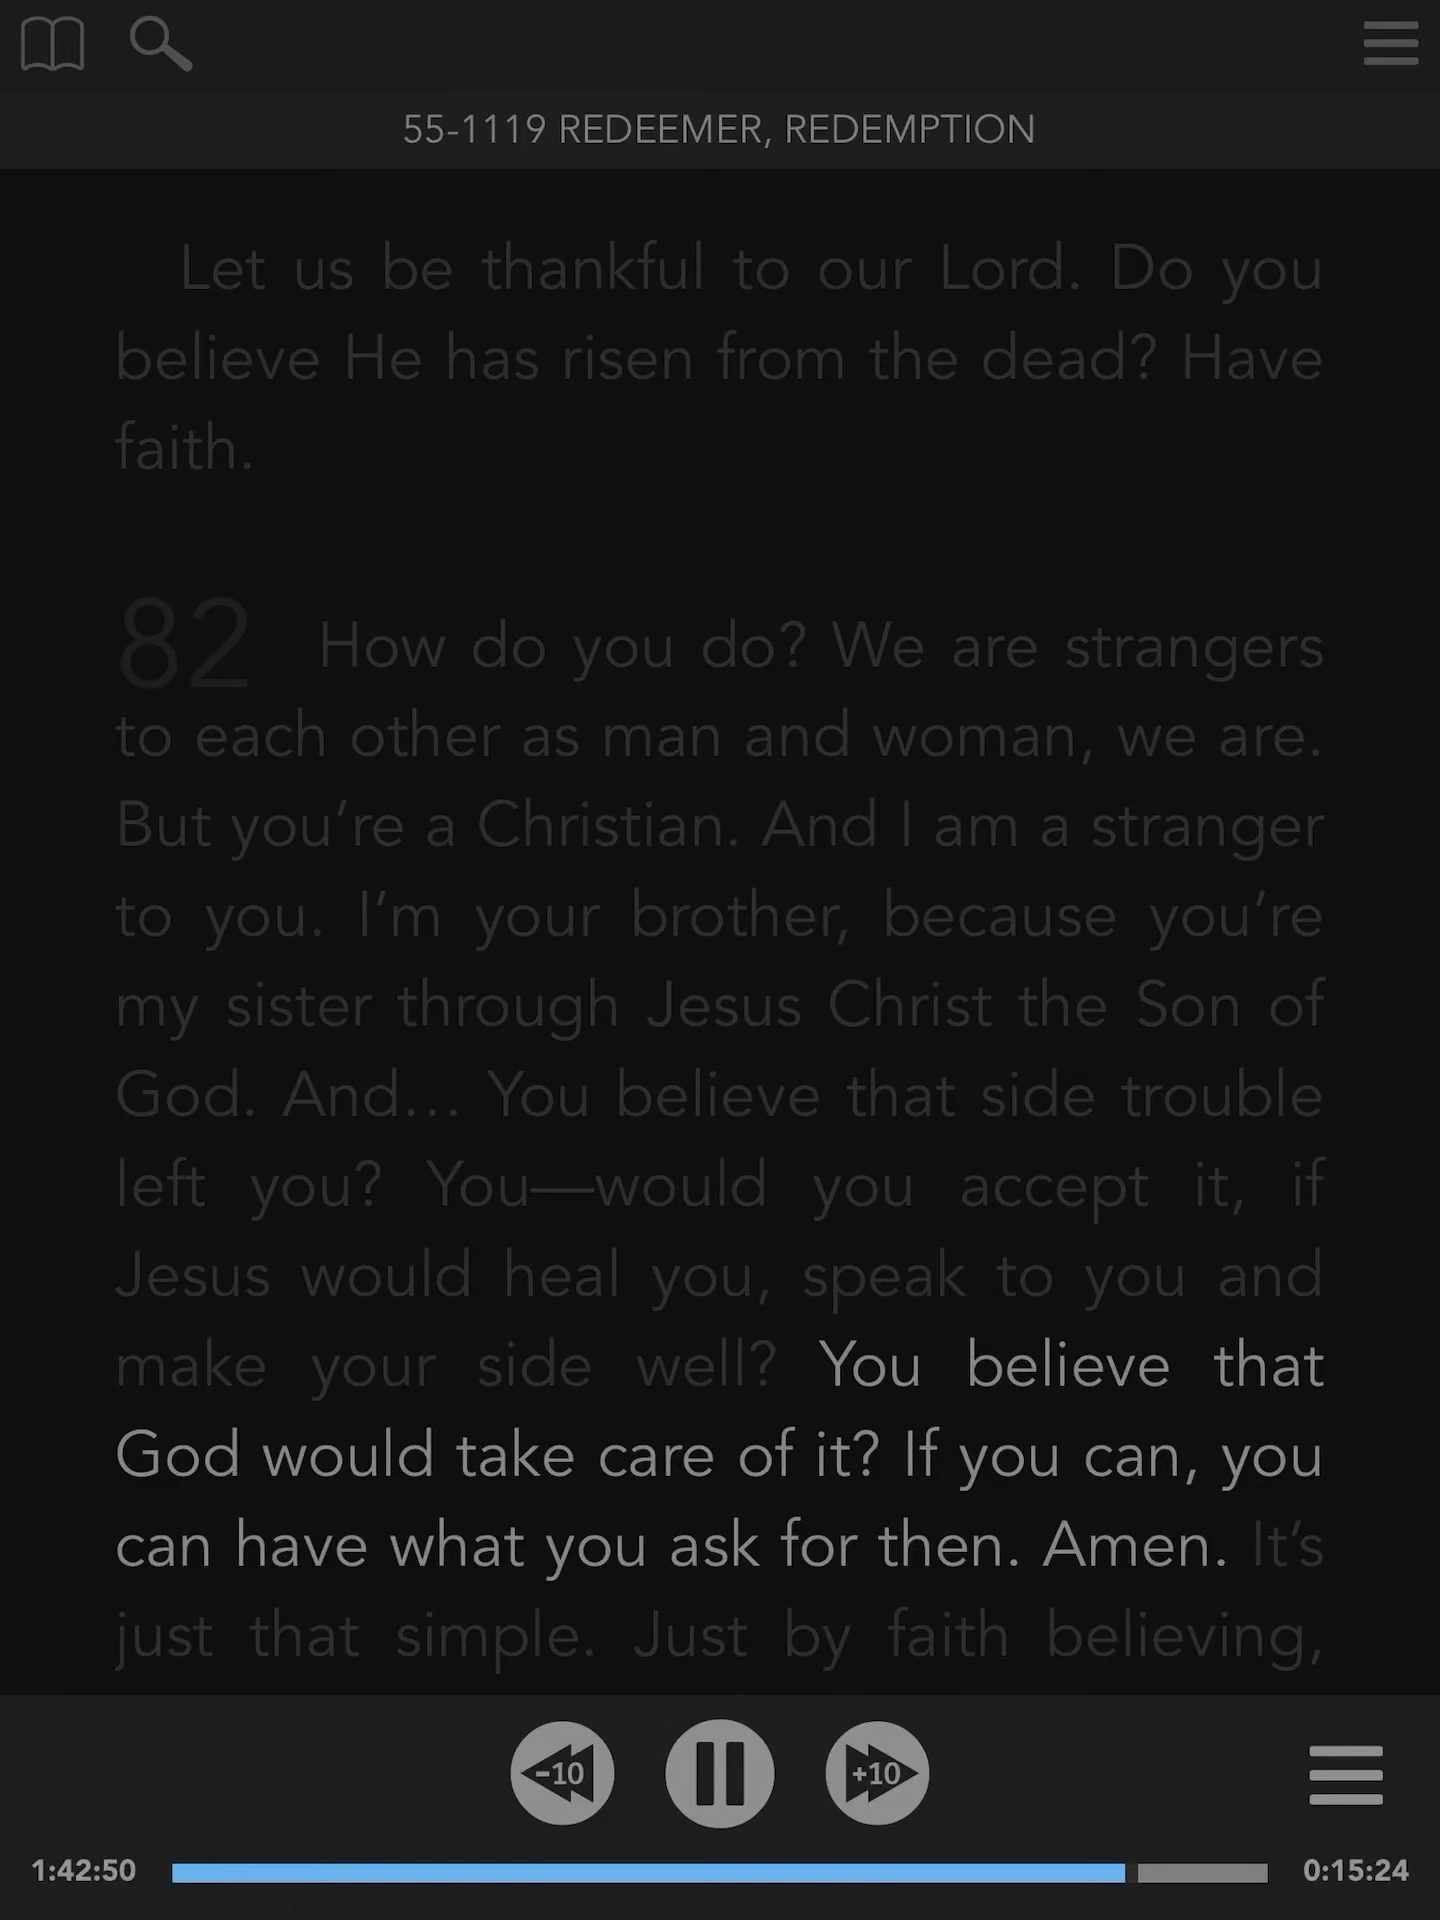 55-1119 REDEEMER, REDEMPTION
Let us be thankful to our Lord. Do you
believe He has risen from the dead? Have
faith.
82 How do you do? We are strangers
to each other as man and woman, we are.
But you’re a Christian. And I am a stranger
to you. I’m your brother, because you’re
my sister through Jesus Christ the Son of
God. And… You believe that side trouble
left you? You—would you accept it, if
Jesus would heal you, speak to you and
make your side well? You believe that
God would take care of it? If you can, you
can have what you ask for then. Amen. It’s
just that simple. Just by faith believing,
-10 +10
1:42:50 0:15:24